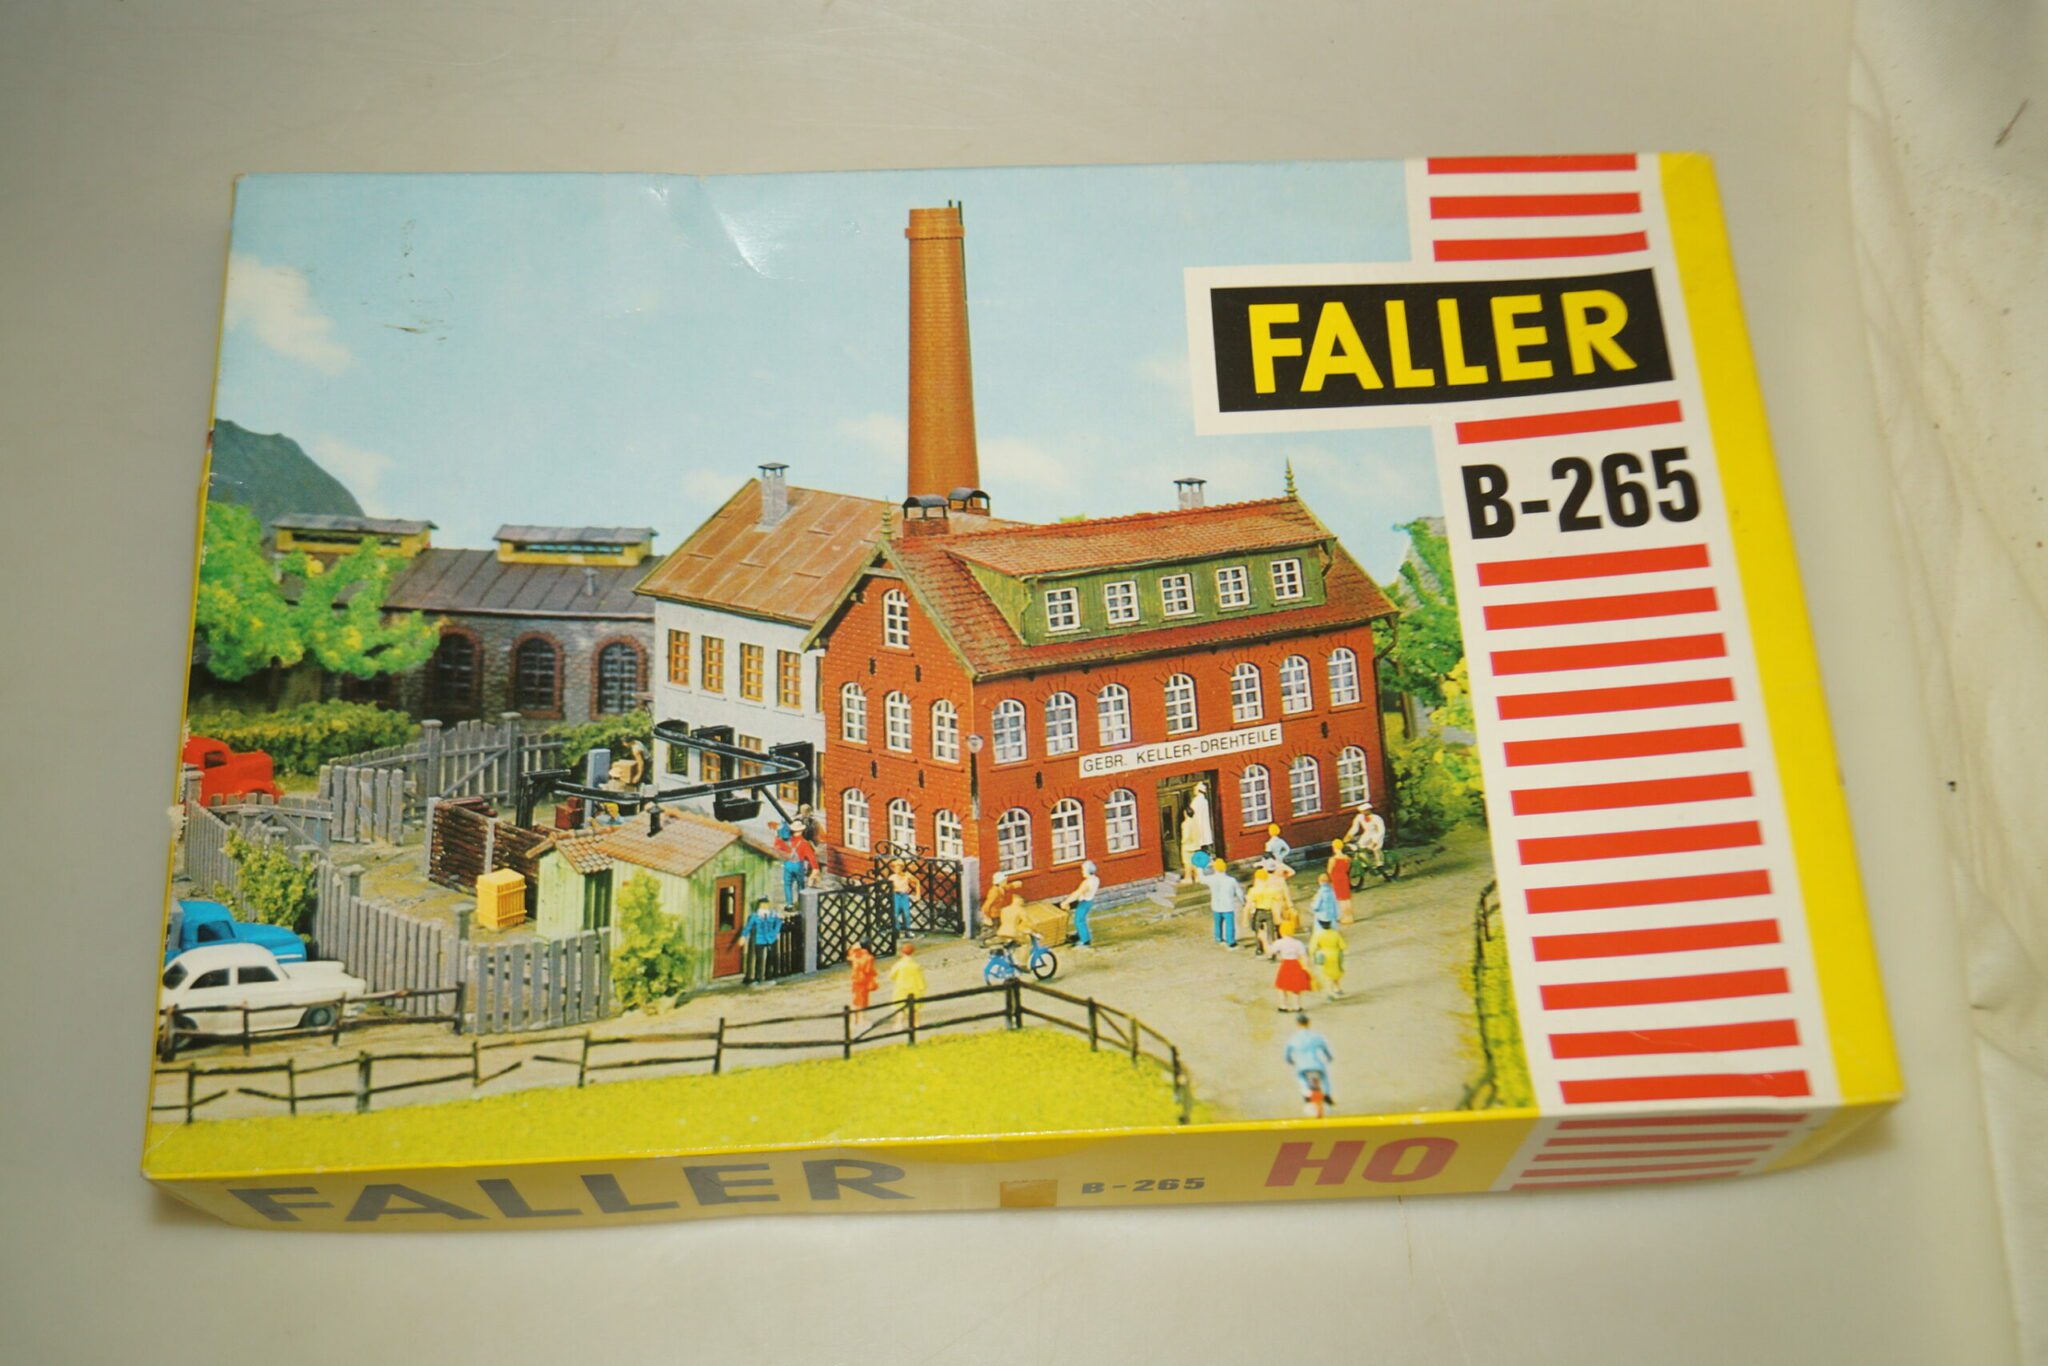 FALLER
B-265
GEBR. KELLER-DREHTEILE
FALLER B-265 HO